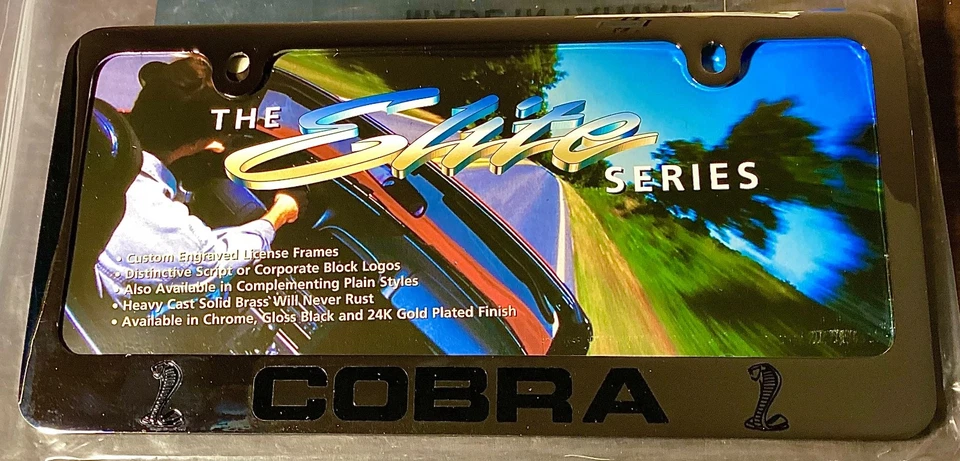 THE Elite SERIES
• Custom Engraved License Frames
• Distinctive Script or Corporate Block Logos
• Also Available in Complementing Plain Styles
• Heavy Cast Solid Brass Will Never Rust
• Available in Chrome, Gloss Black and 24K Gold Plated Finish
COBRA